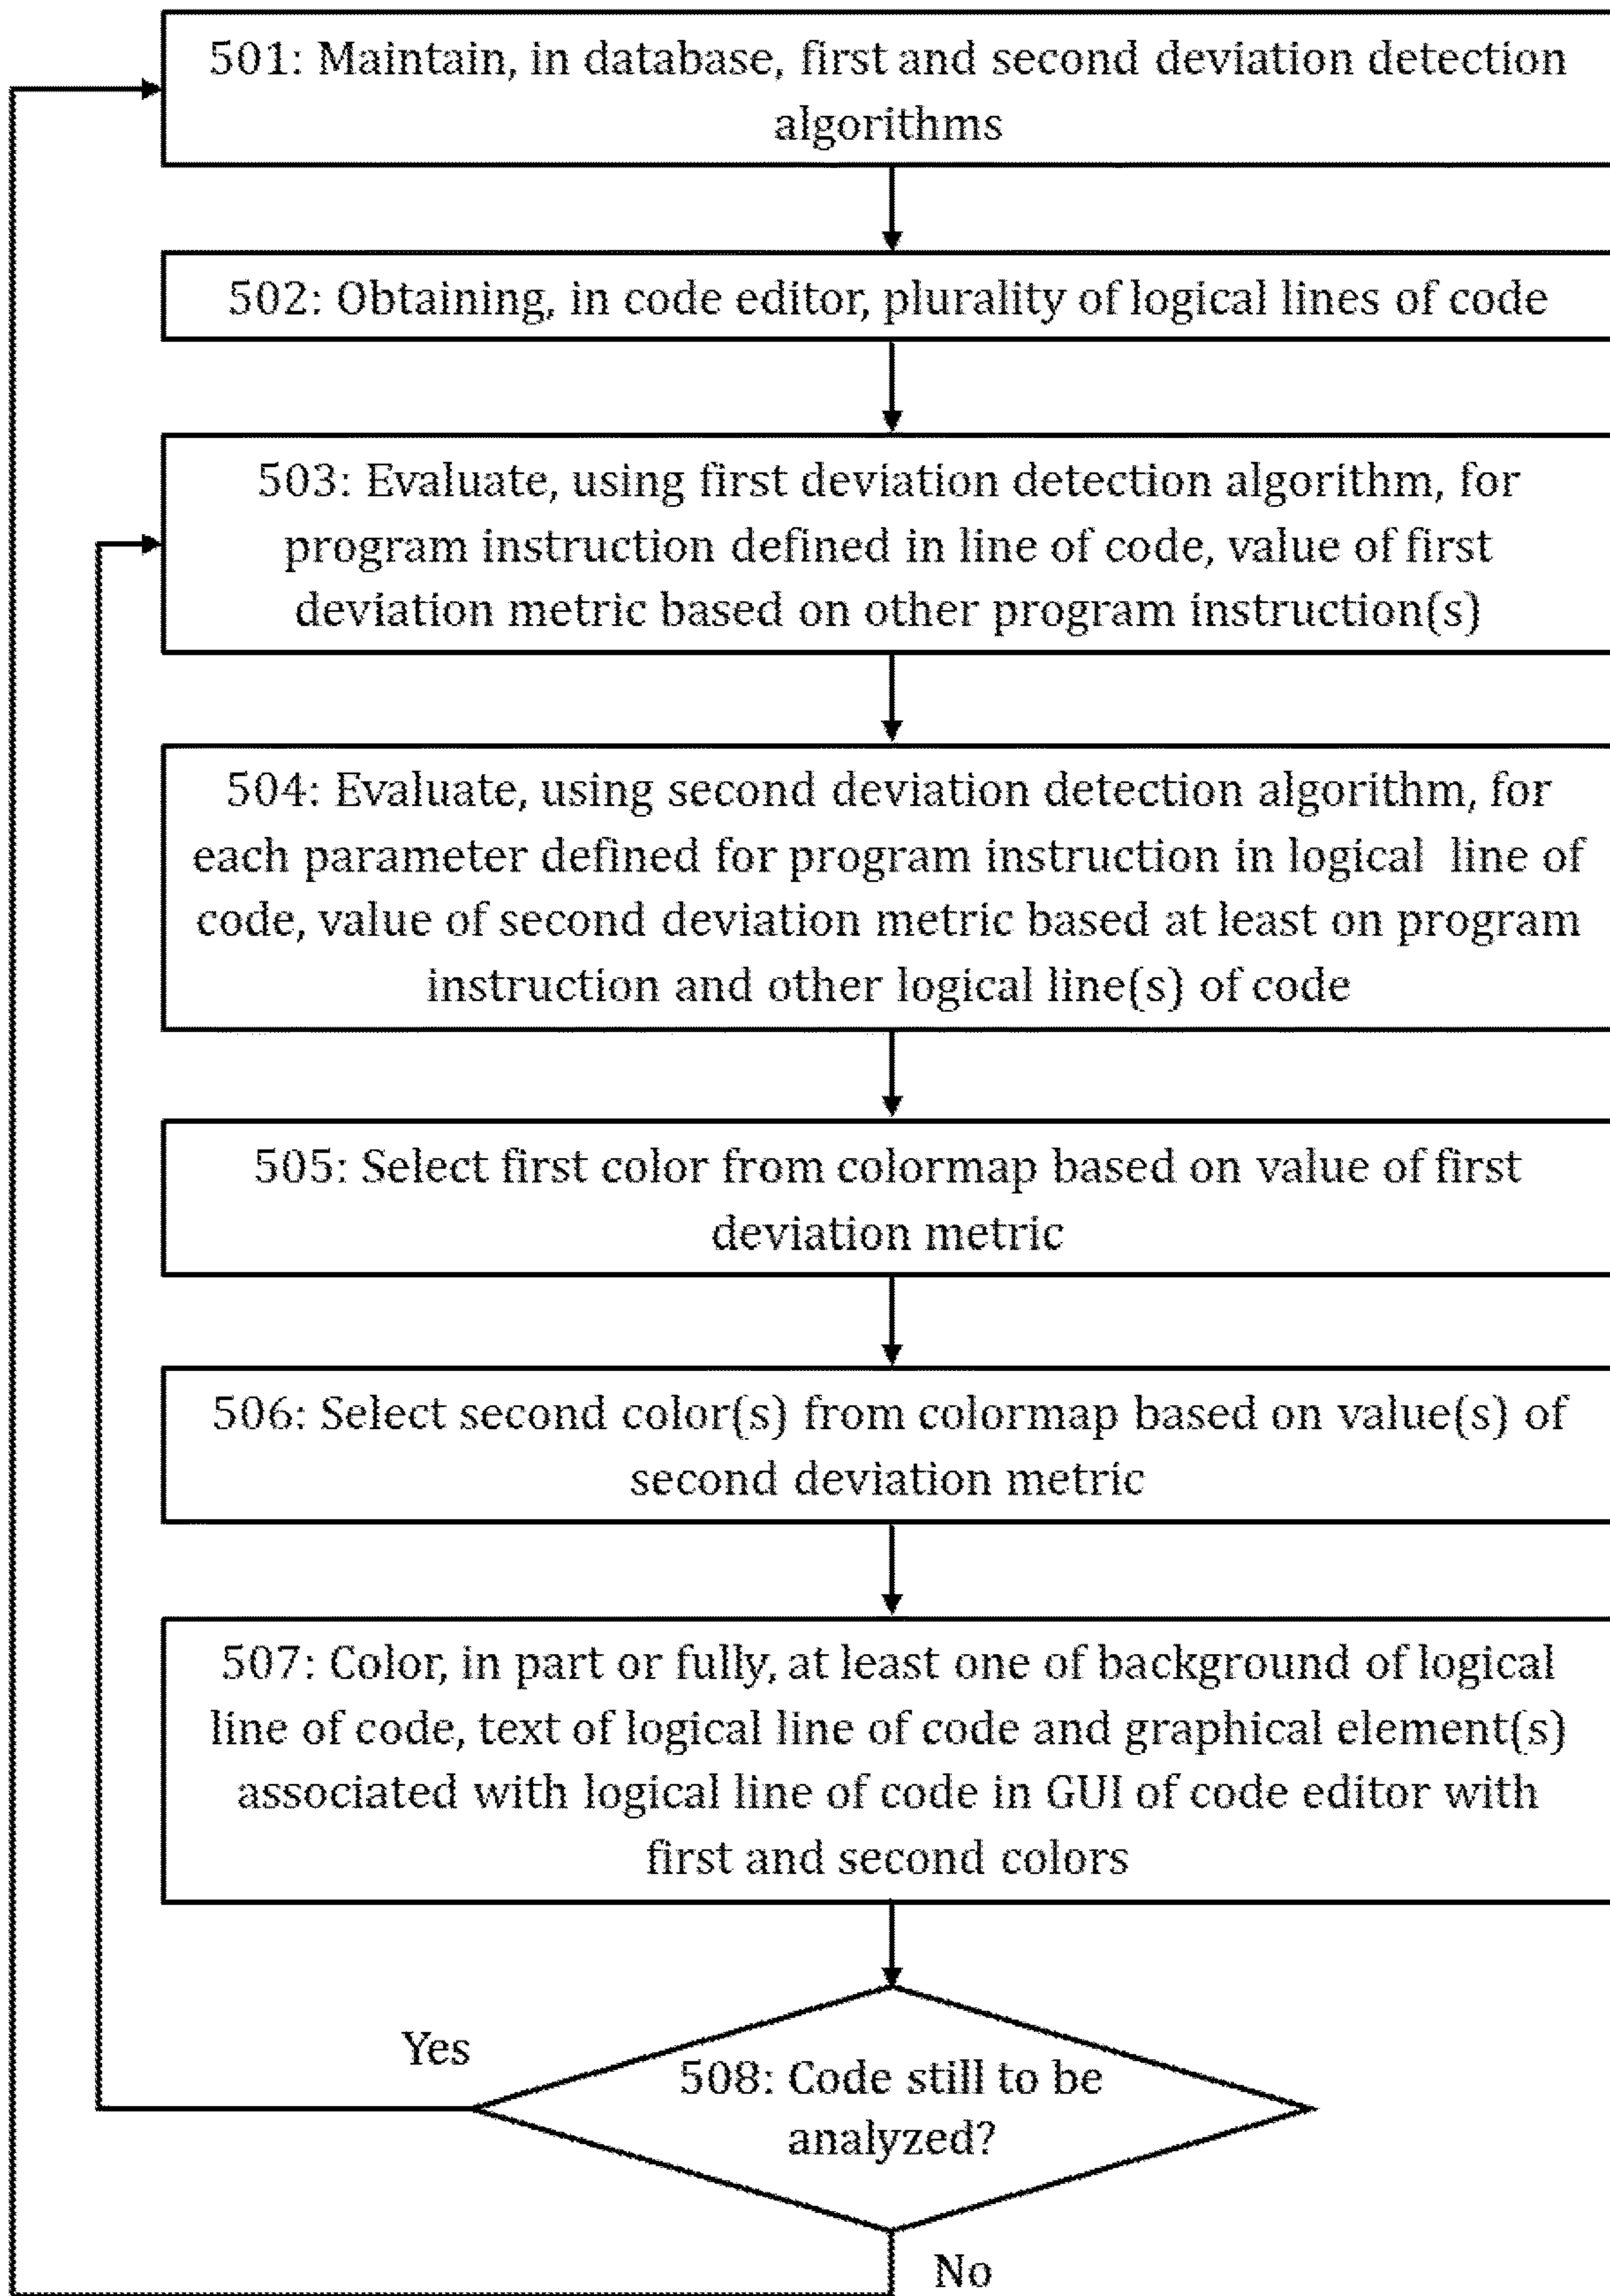 501: Maintain, in database, first and second deviation detection
algorithms
502: Obtaining, in code editor, plurality of logical lines of code
503: Evaluate, using first deviation detection algorithm, for
program instruction defined in line of code, value of first
deviation metric based on other program instruction(s)
504: Evaluate, using second deviation detection algorithm, for
each parameter defined for program instruction in logical line of
code, value of second deviation metric based at least on program
instruction and other logical line(s) of code
505: Select first color from colormap based on value of first
deviation metric
506: Select second color(s) from colormap based on value(s) of
second deviation metric
507: Color, in part or fully, at least one of background of logical
line of code, text of logical line of code and graphical element(s)
associated with logical line of code in GUI of code editor with
first and second colors
Yes
508: Code still to be
analyzed?
No